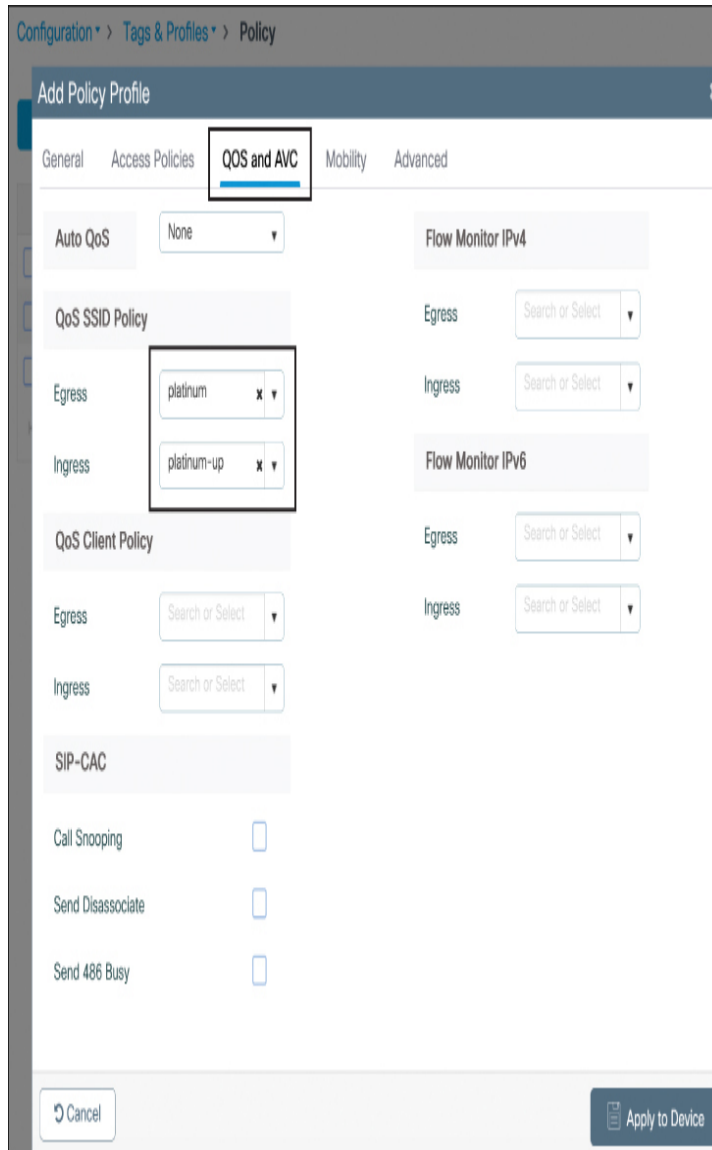 Configuration > Tags & Profiles > Policy
Add Policy Profile
General Access Policies QOS and AVC Mobility Advanced
Auto QoS None
QoS SSID Policy
Egress platinum x
Ingress platinum-up x
QoS Client Policy
Egress Search or Select
Ingress Search or Select
SIP-CAC
Call Snooping
Send Disassociate
Send 486 Busy
Flow Monitor IPv4
Egress Search or Select
Ingress Search or Select
Flow Monitor IPv6
Egress Search or Select
Ingress Search or Select
Cancel
Apply to Device